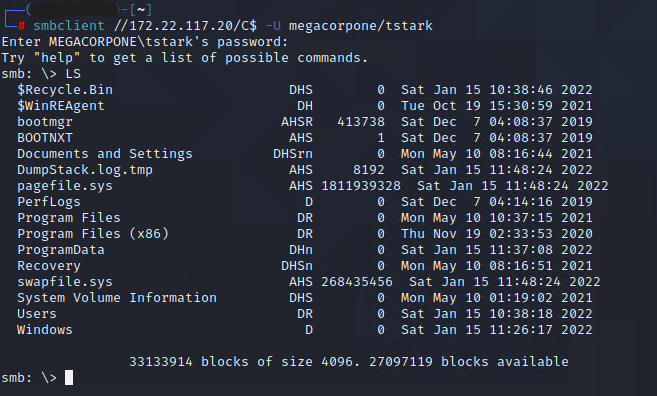 ┌──( )-[~]
└─# smbclient //172.22.117.20/C$ -U megacorpone/tstark
Enter MEGACORPONE\tstark's password:
Try "help" to get a list of possible commands.
smb: \> LS
  $Recycle.Bin                      DHS        0  Sat Jan 15 10:38:46 2022
  $WinREAgent                        DH        0  Tue Oct 19 15:30:59 2021
  bootmgr                          AHSR   413738  Sat Dec  7 04:08:37 2019
  BOOTNXT                           AHS        1  Sat Dec  7 04:08:37 2019
  Documents and Settings          DHSrn        0  Mon May 10 08:16:44 2021
  DumpStack.log.tmp                 AHS     8192  Sat Jan 15 11:48:24 2022
  pagefile.sys                      AHS 1811939328  Sat Jan 15 11:48:24 2022
  PerfLogs                            D        0  Sat Dec  7 04:14:16 2019
  Program Files                      DR        0  Mon May 10 10:37:15 2021
  Program Files (x86)                DR        0  Thu Nov 19 02:33:53 2020
  ProgramData                       DHn        0  Sat Jan 15 11:37:08 2022
  Recovery                         DHSn        0  Mon May 10 08:16:51 2021
  swapfile.sys                      AHS 268435456  Sat Jan 15 11:48:24 2022
  System Volume Information         DHS        0  Mon May 10 01:19:02 2021
  Users                              DR        0  Sat Jan 15 10:38:18 2022
  Windows                             D        0  Sat Jan 15 11:26:17 2022
                33133914 blocks of size 4096. 27097119 blocks available
smb: \>